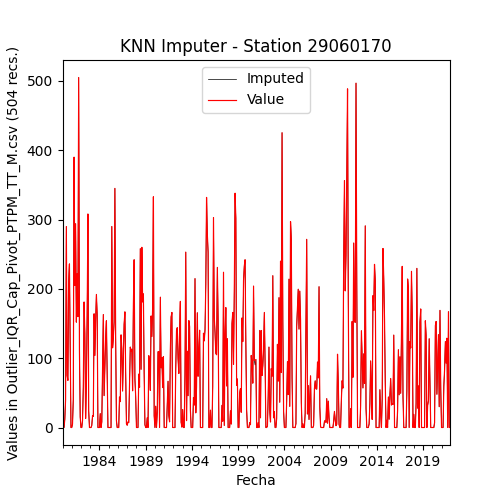 KNN Imputer - Station 29060170
Imputed
Value
500
400
300
200
100
0
Values in Outlier_IQR_Cap_Pivot_PTPM_TT_M.csv (504 recs.)
1984 1989 1994 1999 2004 2009 2014 2019
Fecha